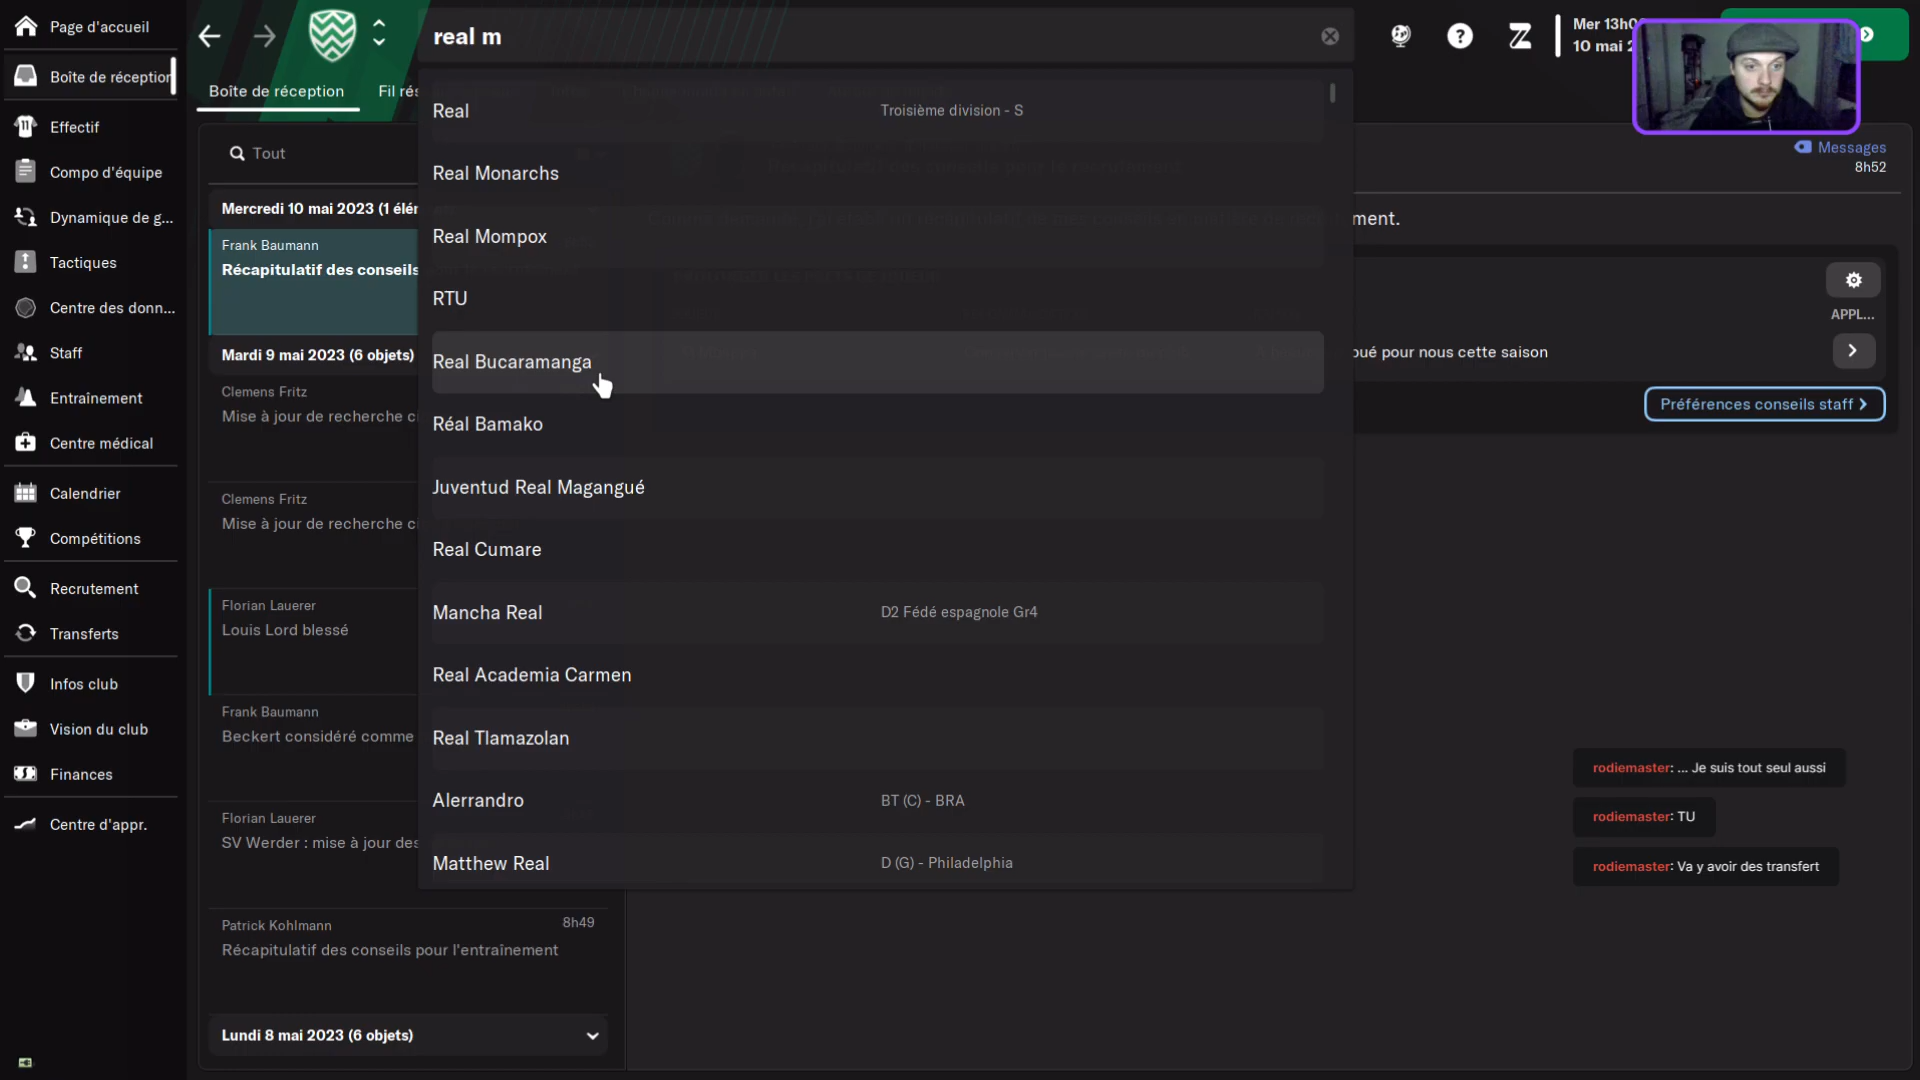 Page d'accueil
Boîte de réception
Effectif
Compo d'équipe
Dynamique de g...
Tactiques
Centre des donn...
Staff
Entraînement
Centre médical
Calendrier
Compétitions
Recrutement
Transferts
Infos club
Vision du club
Finances
Centre d'appr.
real m
Mer 13h0
10 mai 2
Boîte de réception
Fil rés
Tout
Mercredi 10 mai 2023 (1 élém
Frank Baumann
Récapitulatif des conseils
Mardi 9 mai 2023 (6 objets)
Clemens Fritz
Mise à jour de recherche c
Clemens Fritz
Mise à jour de recherche c
Florian Lauerer
Louis Lord blessé
Frank Baumann
Beckert considéré comme
Florian Lauerer
SV Werder : mise à jour des
Patrick Kohlmann
8h49
Récapitulatif des conseils pour l'entraînement
Lundi 8 mai 2023 (6 objets)
Real
Troisième division - S
Real Monarchs
Real Mompox
RTU
Real Bucaramanga
Réal Bamako
Juventud Real Magangué
Real Cumare
Mancha Real
D2 Fédé espagnole Gr4
Real Academia Carmen
Real Tlamazolan
Alerrandro
BT (C) - BRA
Matthew Real
D (G) - Philadelphia
Messages
8h52
ment.
APPL...
oué pour nous cette saison
Préférences conseils staff
rodiemaster: ... Je suis tout seul aussi
rodiemaster: TU
rodiemaster: Va y avoir des transfert